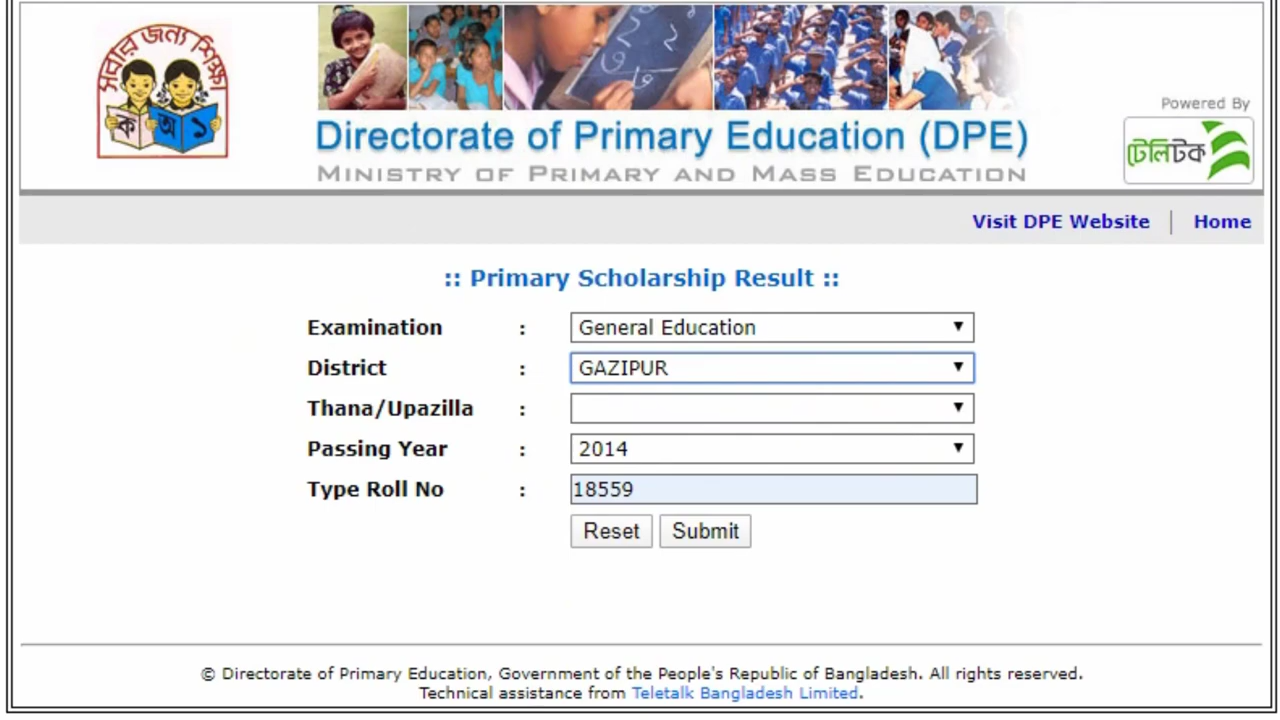 সবার জন্য শিক্ষা
ক অ ১
Directorate of Primary Education (DPE)
MINISTRY OF PRIMARY AND MASS EDUCATION
Powered By
টেলিটক
Visit DPE Website | Home
:: Primary Scholarship Result ::
Examination : General Education
District : GAZIPUR
Thana/Upazilla :
Passing Year : 2014
Type Roll No : 18559
Reset Submit
© Directorate of Primary Education, Government of the People's Republic of Bangladesh. All rights reserved.
Technical assistance from Teletalk Bangladesh Limited.